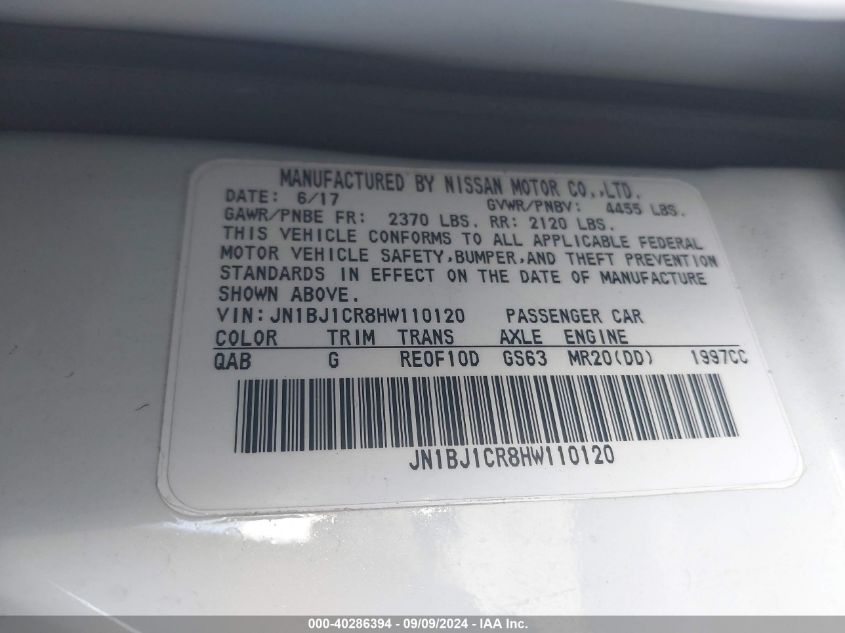 MANUFACTURED BY NISSAN MOTOR CO.,LTD.
DATE: 6/17 GVWR/PNBV: 4455 LBS.
GAWR/PNBE FR: 2370 LBS. RR: 2120 LBS.
THIS VEHICLE CONFORMS TO ALL APPLICABLE FEDERAL
MOTOR VEHICLE SAFETY,BUMPER,AND THEFT PREVENTION
STANDARDS IN EFFECT ON THE DATE OF MANUFACTURE
SHOWN ABOVE.
VIN:JN1BJ1CR8HW110120 PASSENGER CAR
COLOR TRIM TRANS AXLE ENGINE
QAB G RE0F10D GS63 MR20(DD) 1997CC
JN1BJ1CR8HW110120
000-40286394 - 09/09/2024 - IAA Inc.